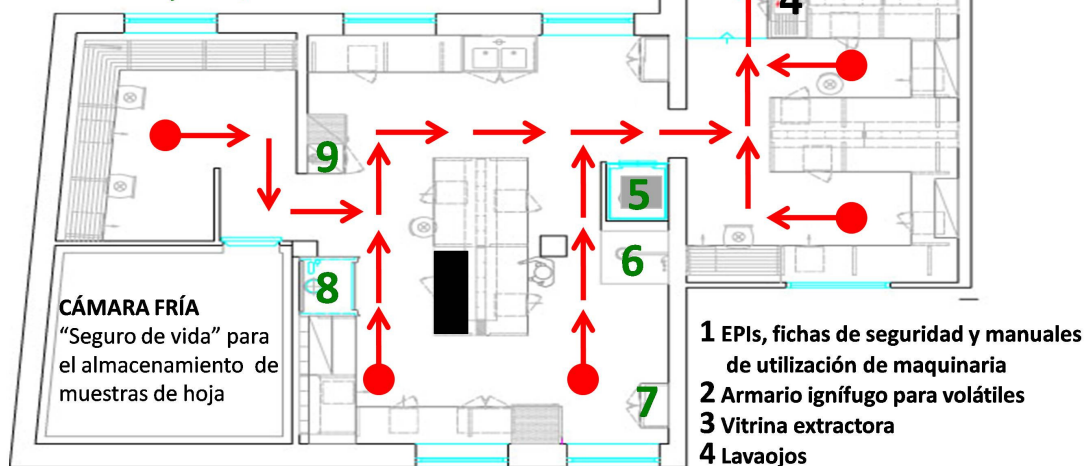 4
9
5
6
8
7
CÁMARA FRÍA
“Seguro de vida” para
el almacenamiento de
muestras de hoja
1 EPIs, fichas de seguridad y manuales
de utilización de maquinaria
2 Armario ignífugo para volátiles
3 Vitrina extractora
4 Lavaojos